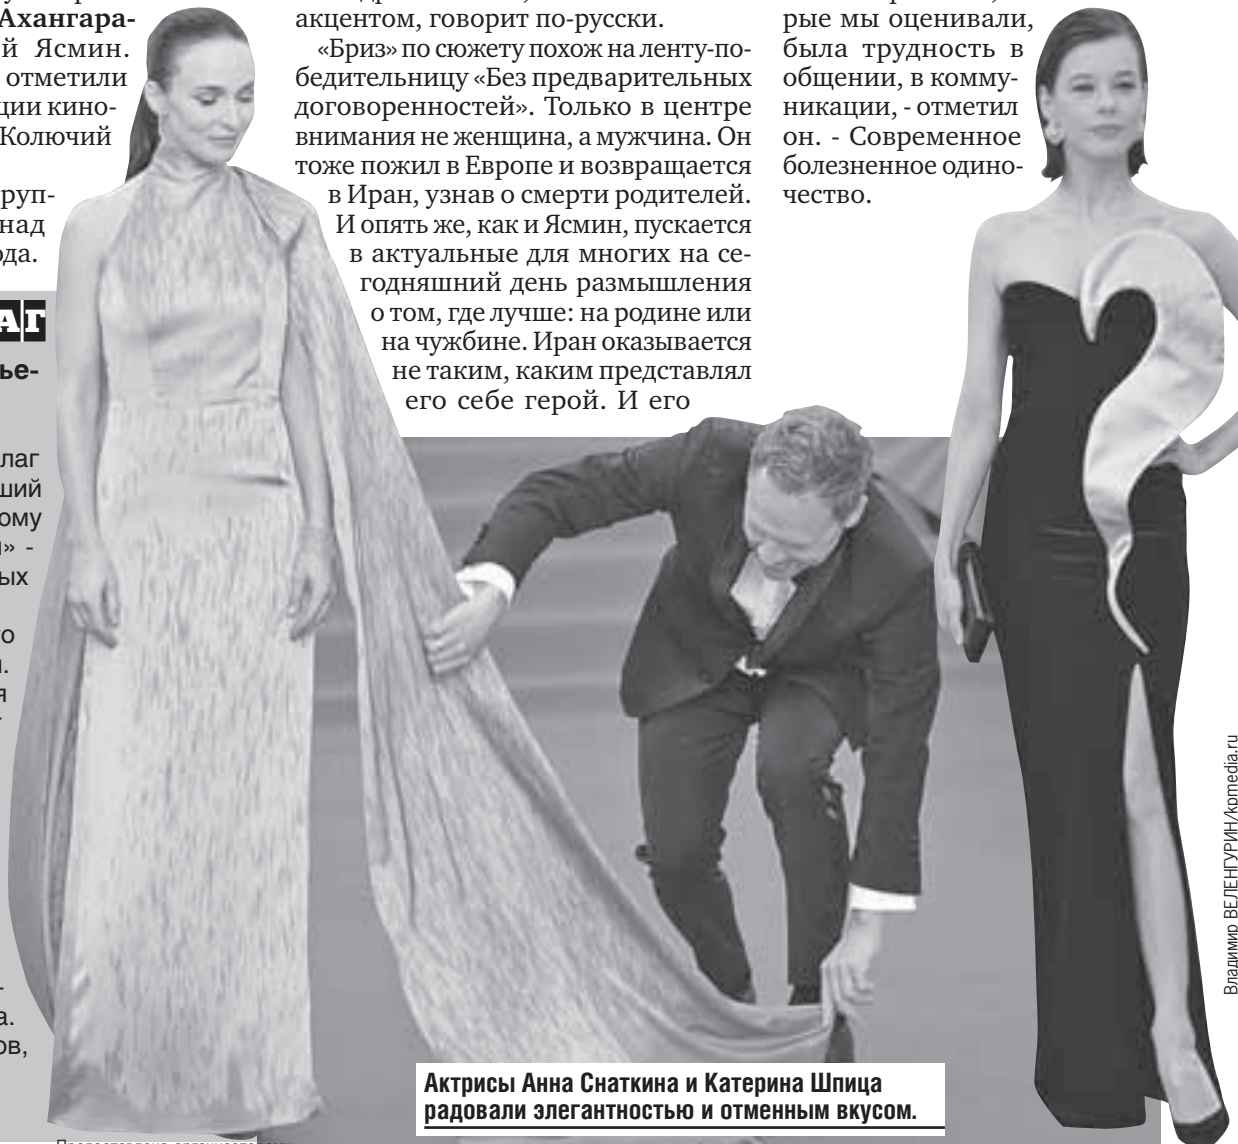 Ахангара-
й Ясмин.
отметили
ции кино-
Колючий
руп-
над
ода.
АГ
ье-
лаг
ший
ому
» -
ых
о
я
а.
ов,
акцентом, говорит по-русски.
«Бриз» по сюжету похож на ленту-по-
бедительницу «Без предварительных
договоренностей». Только в центре
внимания не женщина, а мужчина. Он
тоже пожил в Европе и возвращается
в Иран, узнав о смерти родителей.
И опять же, как и Ясмин, пускается
в актуальные для многих на се-
годняшний день размышления
о том, где лучше: на родине или
на чужбине. Иран оказывается
не таким, каким представлял
его себе герой. И его
рые мы оценивали,
была трудность в
общении, в комму-
никации, - отметил
он. - Современное
болезненное одино-
чество.
Актрисы Анна Снаткина и Катерина Шпица
радовали элегантностью и отменным вкусом.
Владимир ВЕЛЕНГУРИН/kpmedia.ru